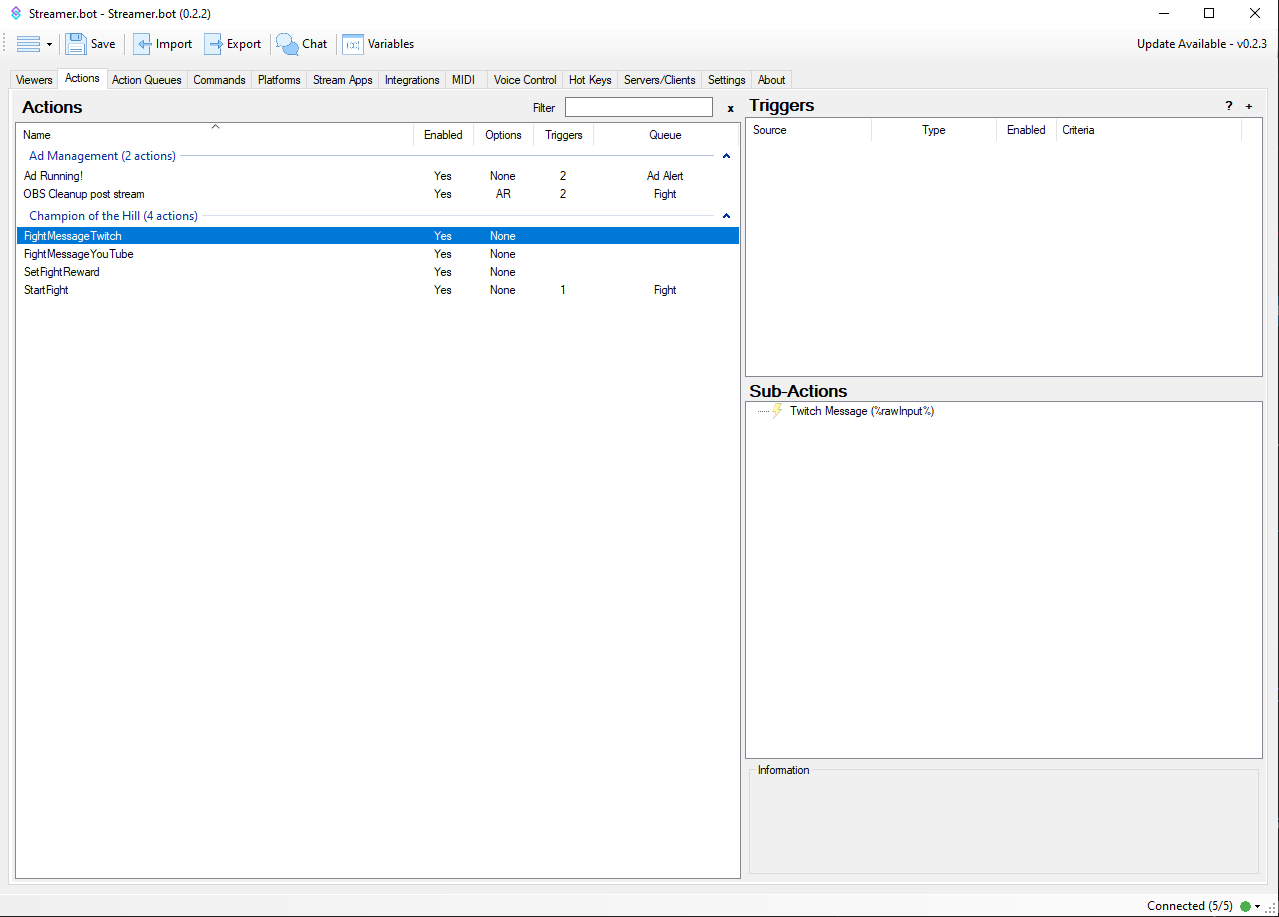 Streamer.bot - Streamer.bot (0.2.2)
Save Import Export Chat Variables Update Available - v0.2.3
Viewers Actions Action Queues Commands Platforms Stream Apps Integrations MIDI Voice Control Hot Keys Servers/Clients Settings About
Actions Filter x
Name Enabled Options Triggers Queue
Ad Management (2 actions)
Ad Running! Yes None 2 Ad Alert
OBS Cleanup post stream Yes AR 2 Fight
Champion of the Hill (4 actions)
FightMessageTwitch Yes None
FightMessageYouTube Yes None
SetFightReward Yes None
StartFight Yes None 1 Fight
Triggers ? +
Source Type Enabled Criteria
Sub-Actions
Twitch Message (%rawInput%)
Information
Connected (5/5)